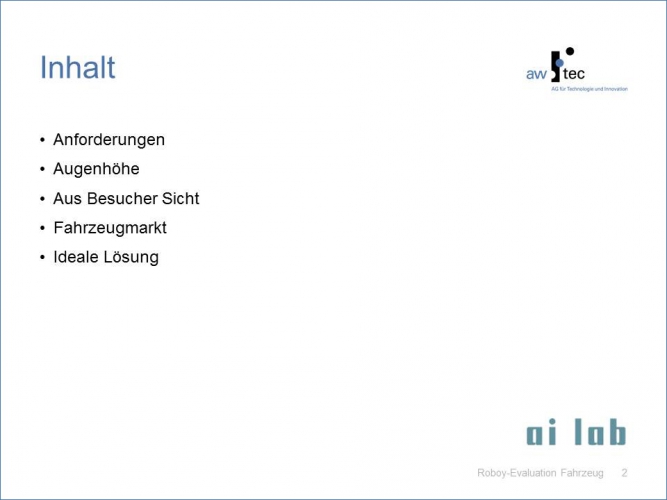 Inhalt
aw tec
AG für Technologie und Innovation
• Anforderungen
• Augenhöhe
• Aus Besucher Sicht
• Fahrzeugmarkt
• Ideale Lösung
ai lab
Roboy-Evaluation Fahrzeug 2